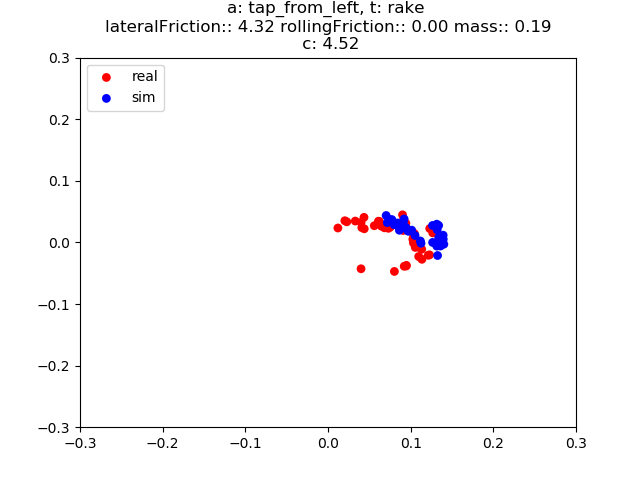 a: tap_from_left, t: rake
lateralFriction:: 4.32 rollingFriction:: 0.00 mass:: 0.19
c: 4.52
0.3
real
sim
0.2
0.1
0.0
−0.1
−0.2
−0.3
−0.3
−0.2
−0.1
0.0
0.1
0.2
0.3